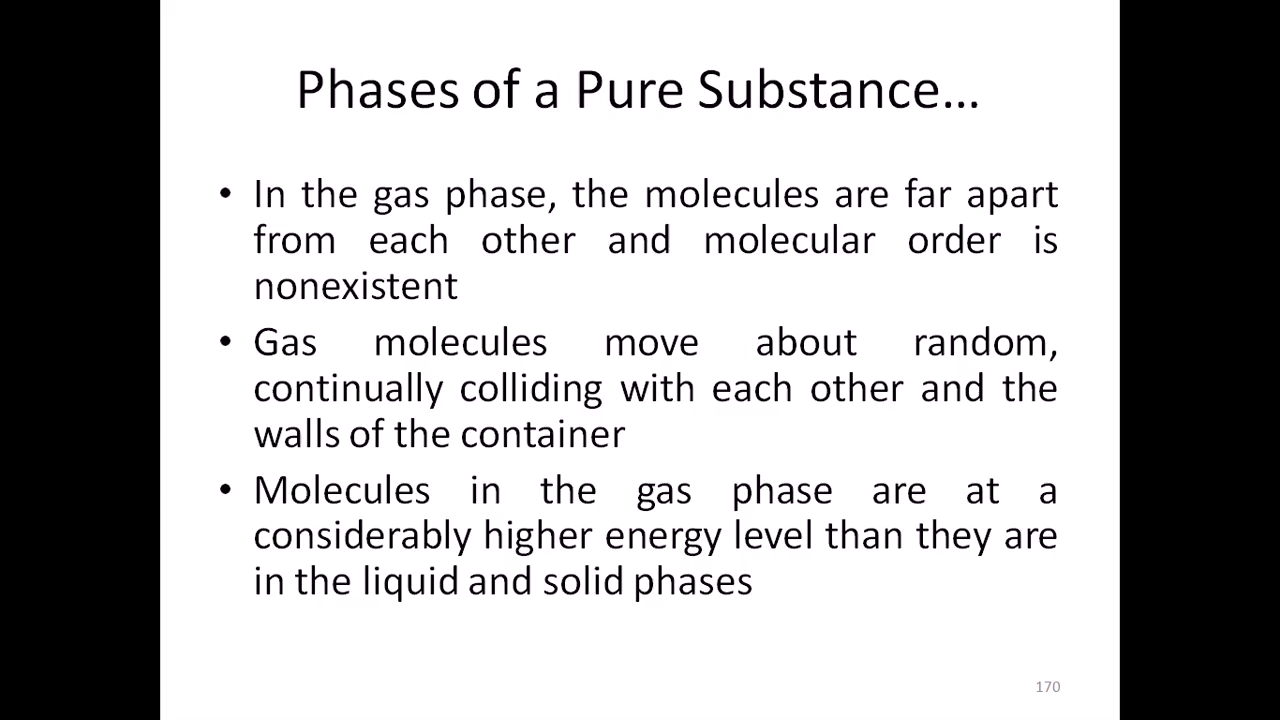 Phases of a Pure Substance...
• In the gas phase, the molecules are far apart
from each other and molecular order is
nonexistent
• Gas molecules move about random,
continually colliding with each other and the
walls of the container
• Molecules in the gas phase are at a
considerably higher energy level than they are
in the liquid and solid phases
170